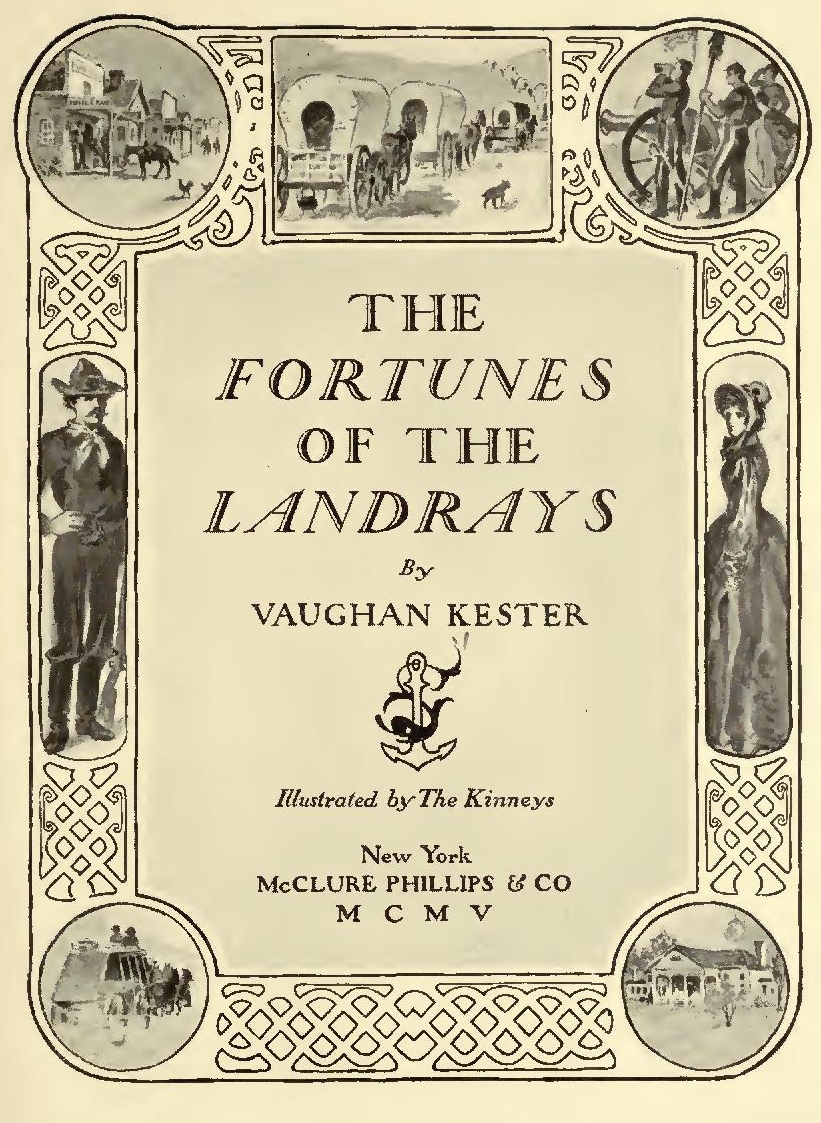 THE
FORTUNES
OF THE
LANDRAYS
By
VAUGHAN KESTER
Illustrated by The Kinneys
New York
McCLURE PHILLIPS & CO
M C M V